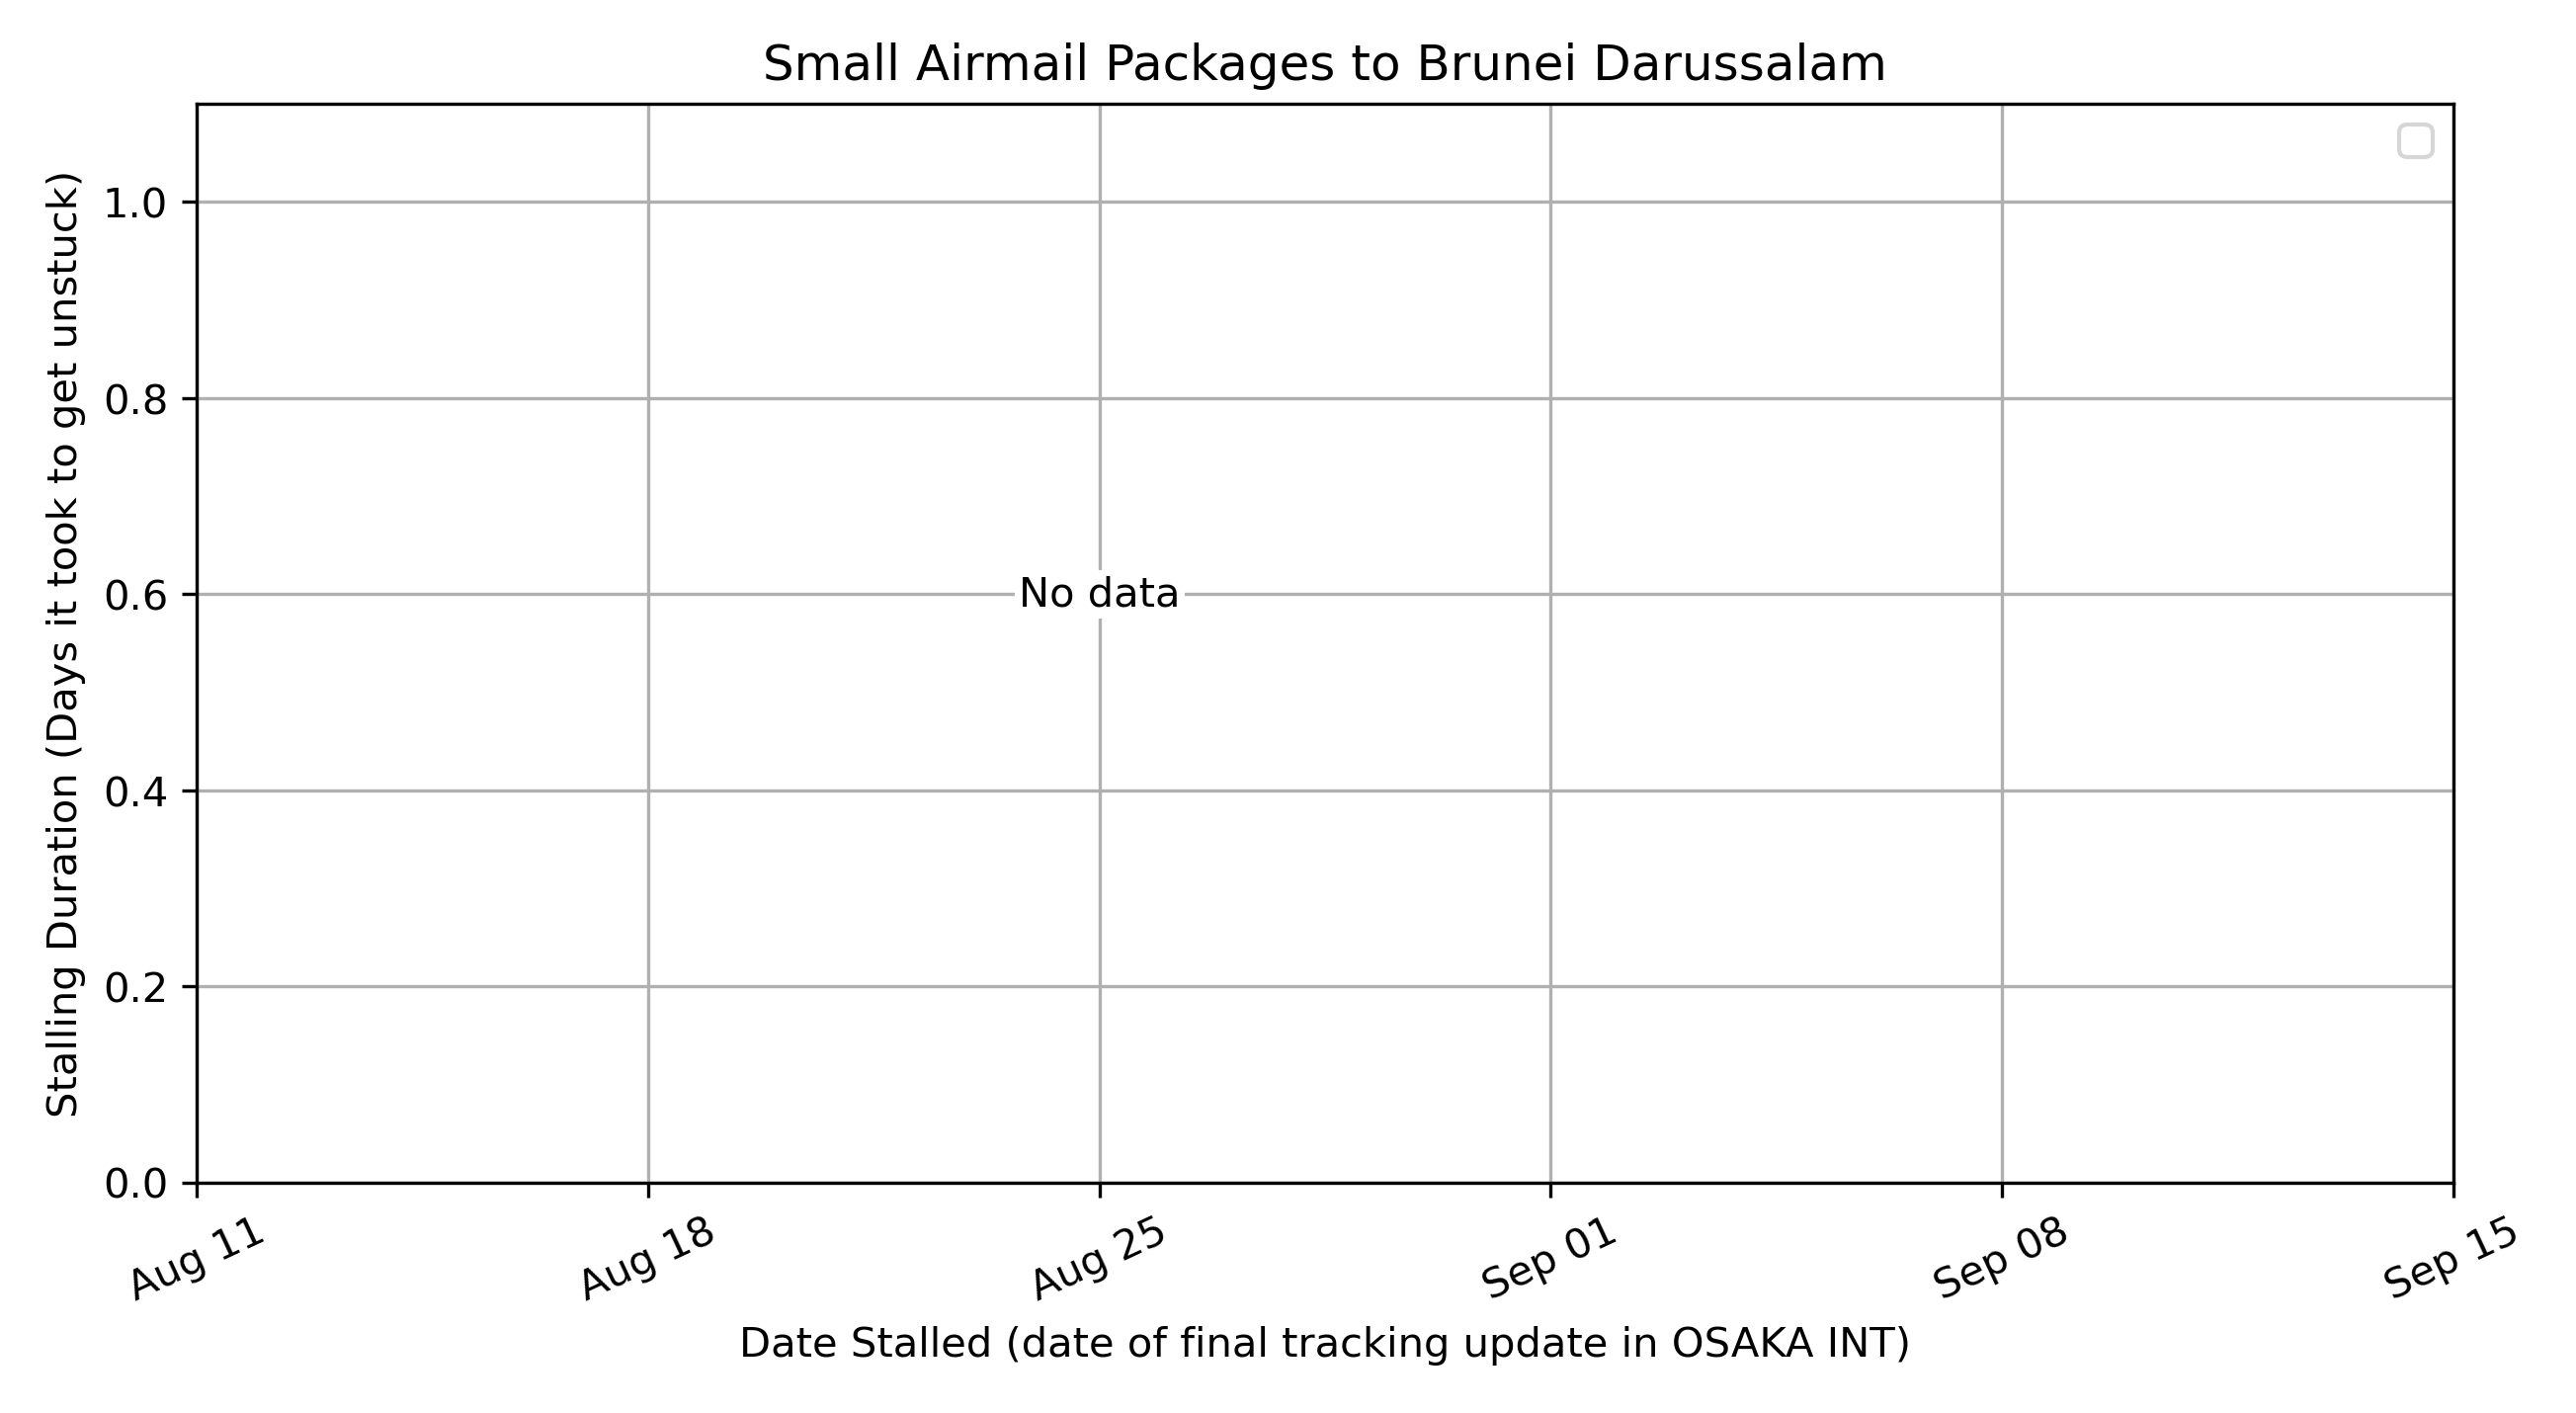 Small Airmail Packages to Brunei Darussalam
Stalling Duration (Days it took to get unstuck)
1.0
0.8
0.6
0.4
0.2
0.0
No data
Aug 11
Aug 18
Aug 25
Sep 01
Sep 08
Sep 15
Date Stalled (date of final tracking update in OSAKA INT)